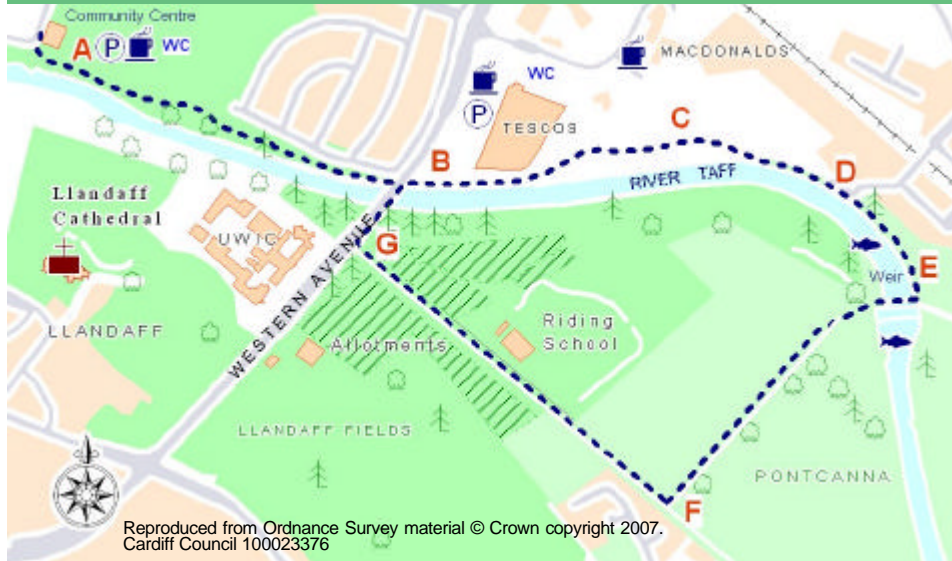 Community Centre
A P WC
MACDONALDS
WC
P
TESCOS
C
B
RIVER TAFF
D
Llandaff
Cathedral
UWIC
G
E
Weir
LLANDAFF
WESTERN AVENUE
Riding
School
Allotments
LLANDAFF FIELDS
PONTCANNA
F
Reproduced from Ordnance Survey material © Crown copyright 2007.
Cardiff Council 100023376